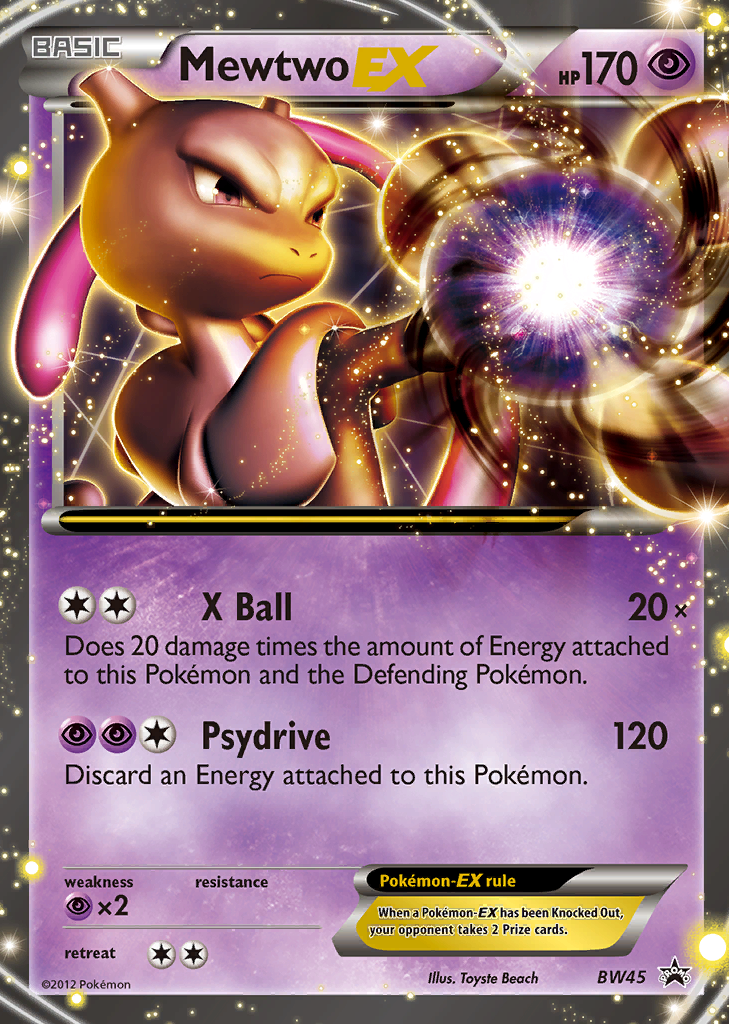 BASIC
Mewtwo EX
HP170
X Ball 20×
Does 20 damage times the amount of Energy attached
to this Pokémon and the Defending Pokémon.
Psydrive 120
Discard an Energy attached to this Pokémon.
weakness resistance
×2
Pokémon-EX rule
When a Pokémon-EX has been Knocked Out,
your opponent takes 2 Prize cards.
retreat
©2012 Pokémon
Illus. Toyste Beach
BW45
PROMO